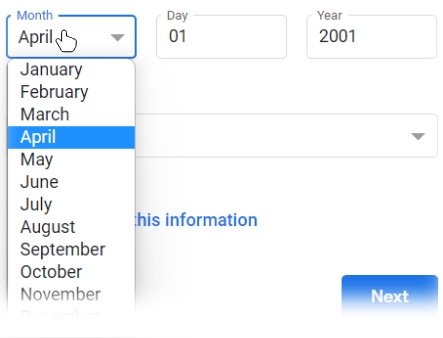 Month Day Year
April 01 2001
January
February
March
April
May
June
July
August
this information
September
October
November
Next